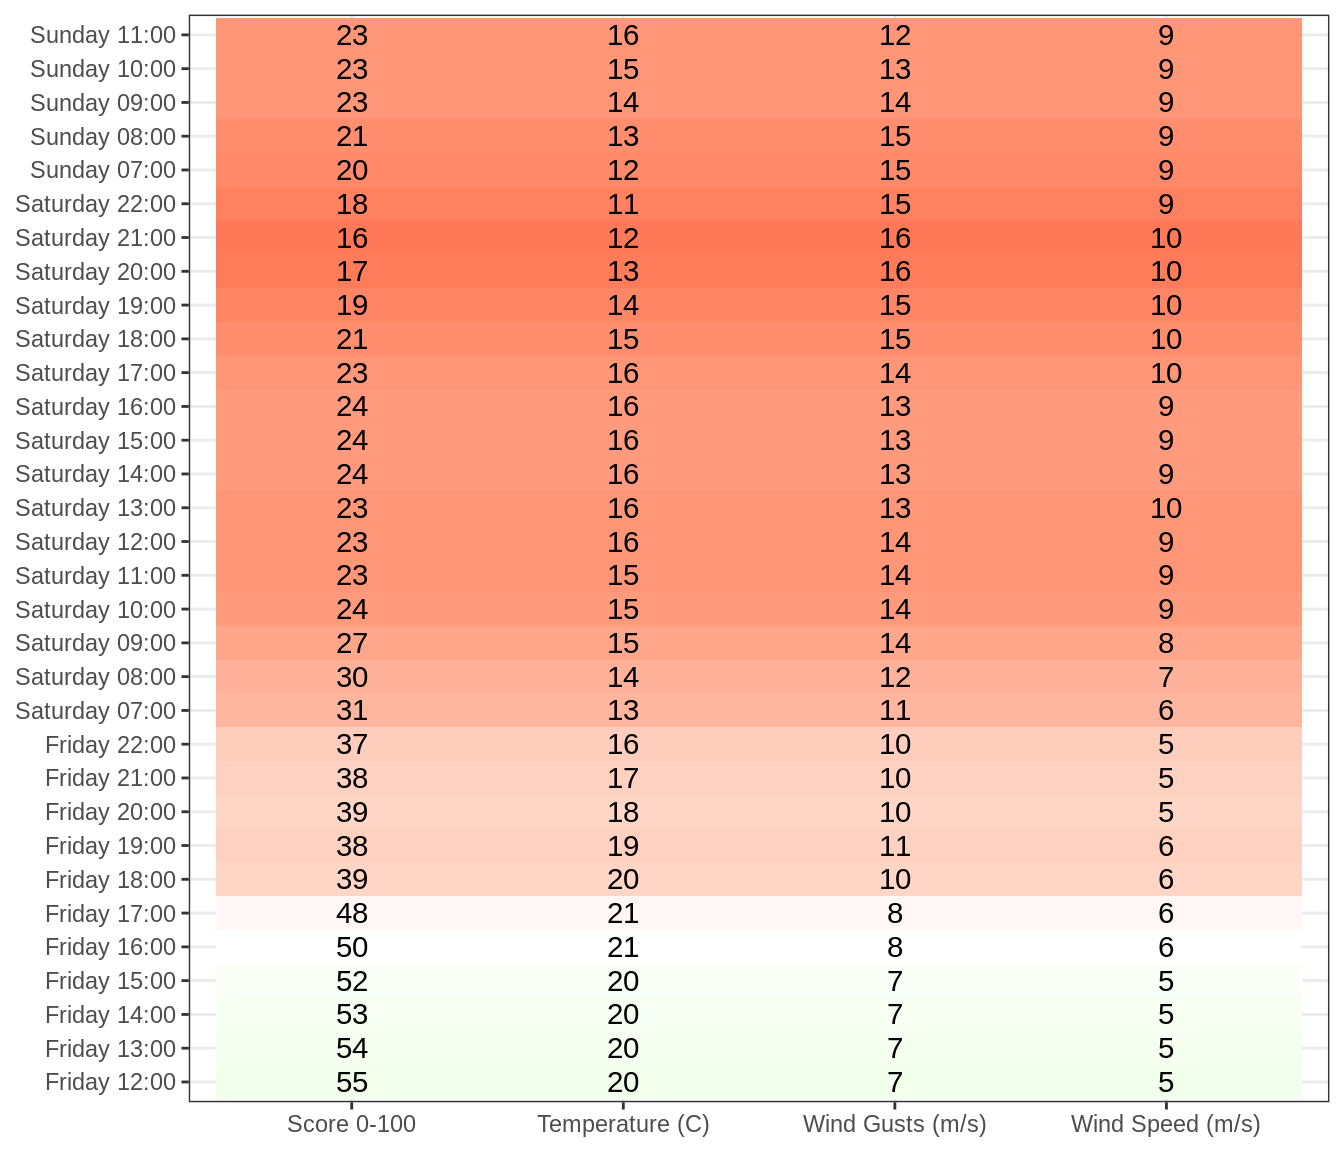 Sunday 11:00 23 16 12 9
Sunday 10:00 23 15 13 9
Sunday 09:00 23 14 14 9
Sunday 08:00 21 13 15 9
Sunday 07:00 20 12 15 9
Saturday 22:00 18 11 15 9
Saturday 21:00 16 12 16 10
Saturday 20:00 17 13 16 10
Saturday 19:00 19 14 15 10
Saturday 18:00 21 15 15 10
Saturday 17:00 23 16 14 10
Saturday 16:00 24 16 13 9
Saturday 15:00 24 16 13 9
Saturday 14:00 24 16 13 9
Saturday 13:00 23 16 13 10
Saturday 12:00 23 16 14 9
Saturday 11:00 23 15 14 9
Saturday 10:00 24 15 14 9
Saturday 09:00 27 15 14 8
Saturday 08:00 30 14 12 7
Saturday 07:00 31 13 11 6
Friday 22:00 37 16 10 5
Friday 21:00 38 17 10 5
Friday 20:00 39 18 10 5
Friday 19:00 38 19 11 6
Friday 18:00 39 20 10 6
Friday 17:00 48 21 8 6
Friday 16:00 50 21 8 6
Friday 15:00 52 20 7 5
Friday 14:00 53 20 7 5
Friday 13:00 54 20 7 5
Friday 12:00 55 20 7 5
Score 0-100 Temperature (C) Wind Gusts (m/s) Wind Speed (m/s)